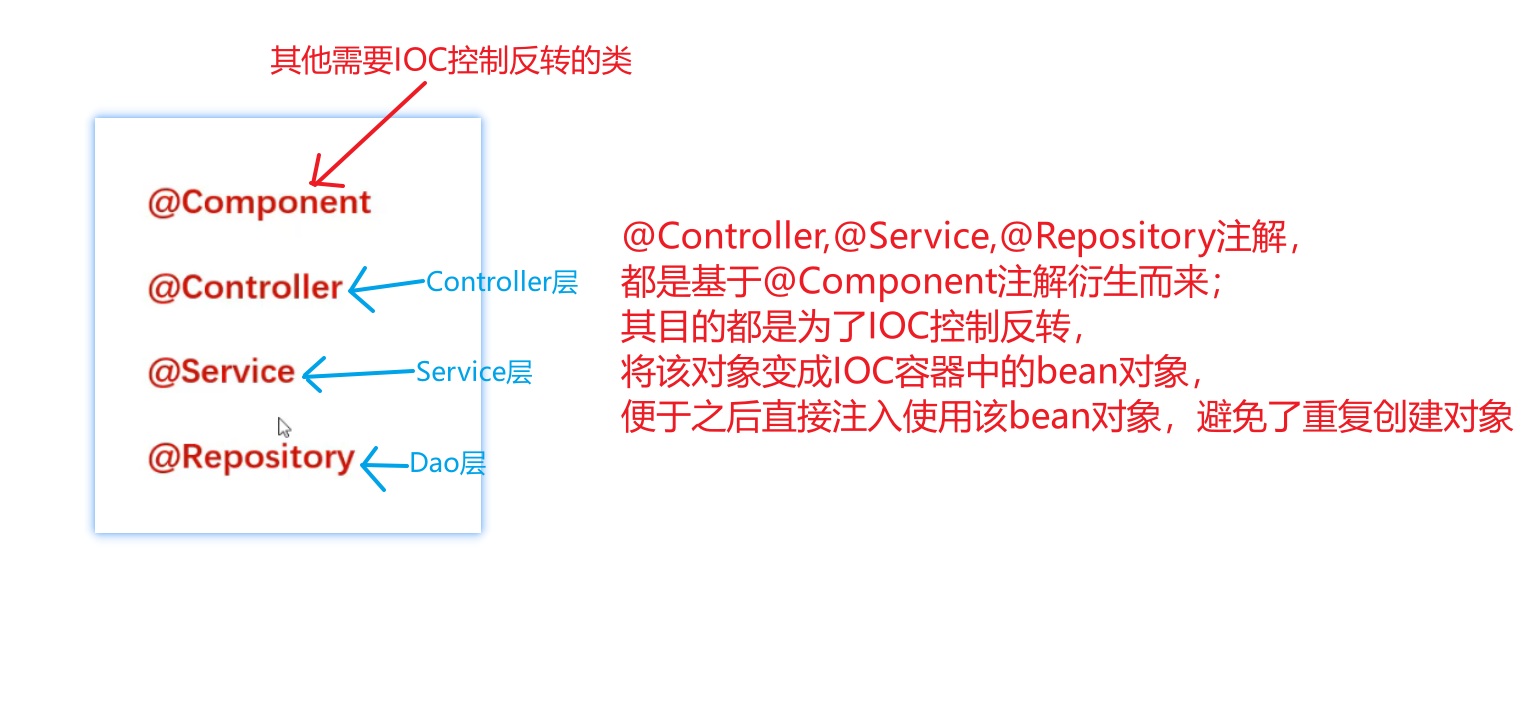 其他需要IOC控制反转的类
@Component
@Controller
Controller层
@Service
Service层
@Repository
Dao层
@Controller,@Service,@Repository注解，
都是基于@Component注解衍生而来；
其目的都是为了IOC控制反转，
将该对象变成IOC容器中的bean对象，
便于之后直接注入使用该bean对象，避免了重复创建对象